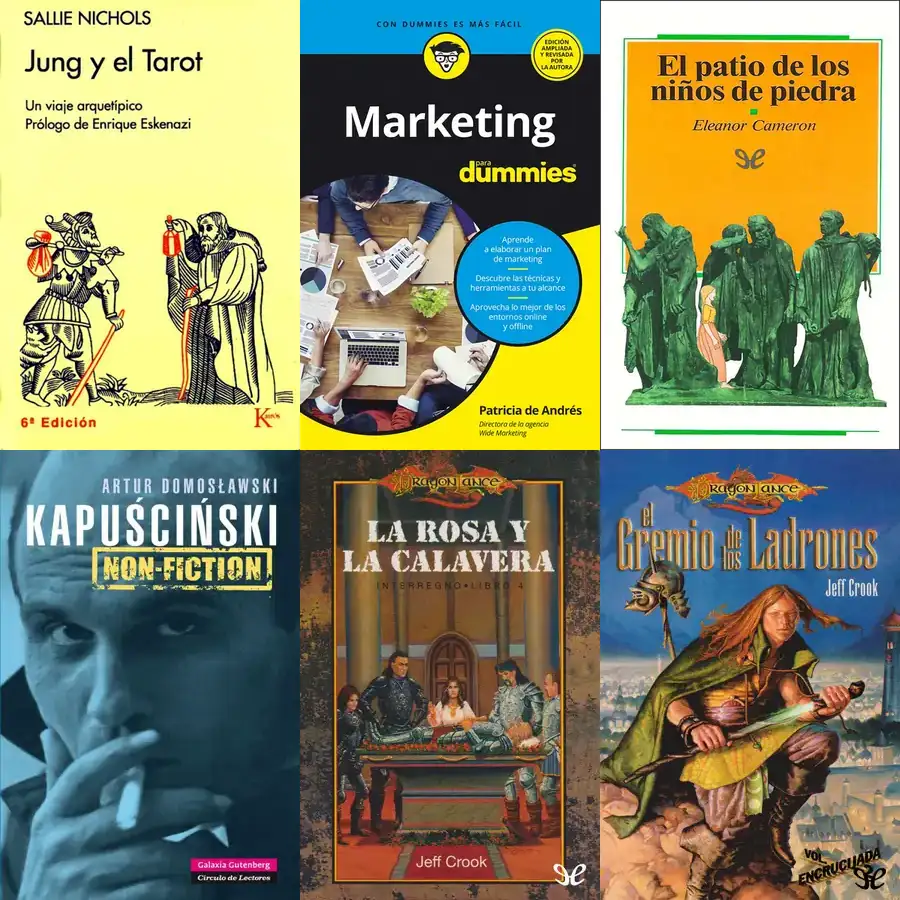 SALLIE NICHOLS
Jung y el Tarot
Un viaje arquetípico
Prólogo de Enrique Eskenazi
6ª Edición
Kairós
CON DUMMIES ES MÁS FÁCIL
EDICIÓN
AMPLIADA
Y REVISADA
POR
LA AUTORA
Marketing
para
dummies
Aprende
a elaborar un plan
de marketing
Descubre las técnicas y
herramientas a tu alcance
Aprovecha lo mejor de los
entornos online
y offline
Patricia de Andrés
Directora de la agencia
Wide Marketing
El patio de los
niños de piedra
Eleanor Cameron
ARTUR DOMOSŁAWSKI
KAPUŚCIŃSKI
NON-FICTION
Galaxia Gutenberg
Círculo de Lectores
DRAGONLANCE
LA ROSA Y
LA CALAVERA
INTERREGNO • LIBRO 4
Jeff Crook
DRAGONLANCE
el
Gremio de los Ladrones
Jeff Crook
VOL.
ENCRUCIJADA